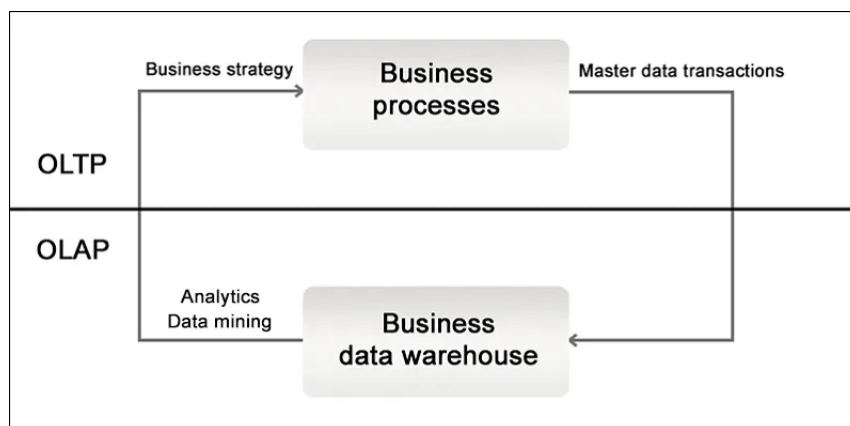 Business strategy
Business
processes
Master data transactions
OLTP
OLAP
Analytics
Data mining
Business
data warehouse